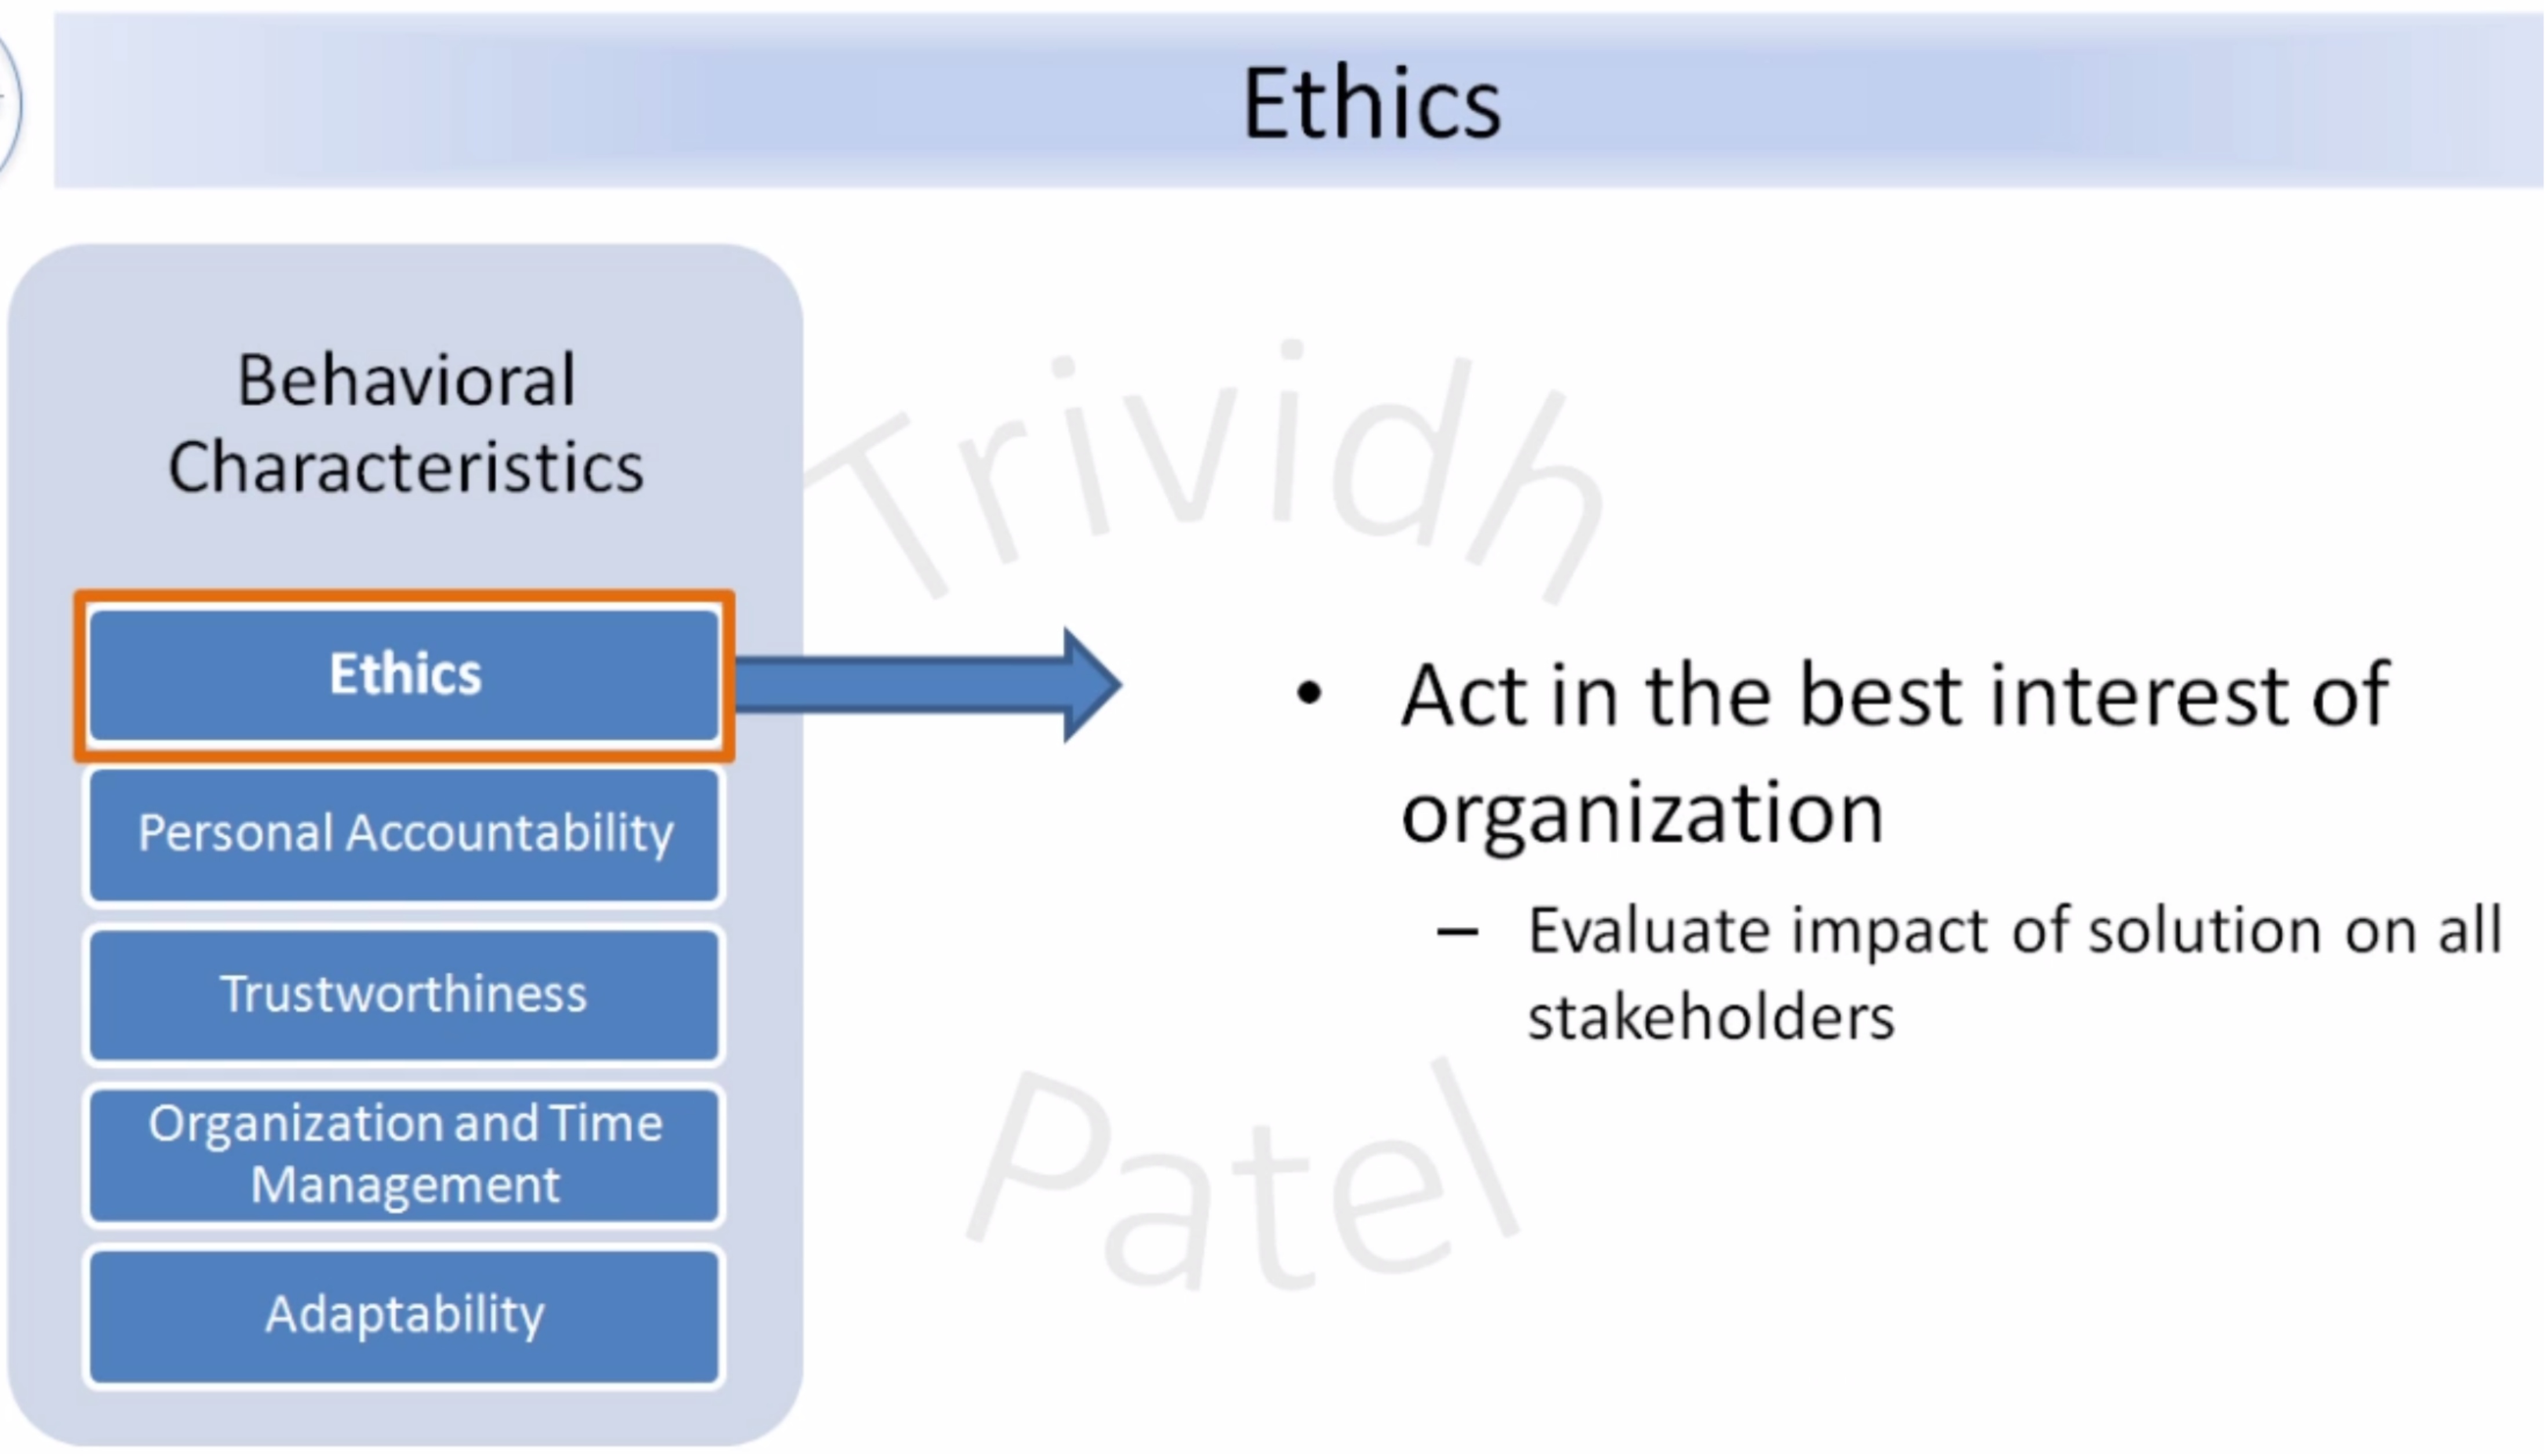 Ethics
Behavioral
Characteristics
Ethics
Personal Accountability
Trustworthiness
Organization and Time
Management
Adaptability
Trividh
Patel
• Act in the best interest of
organization
– Evaluate impact of solution on all
stakeholders